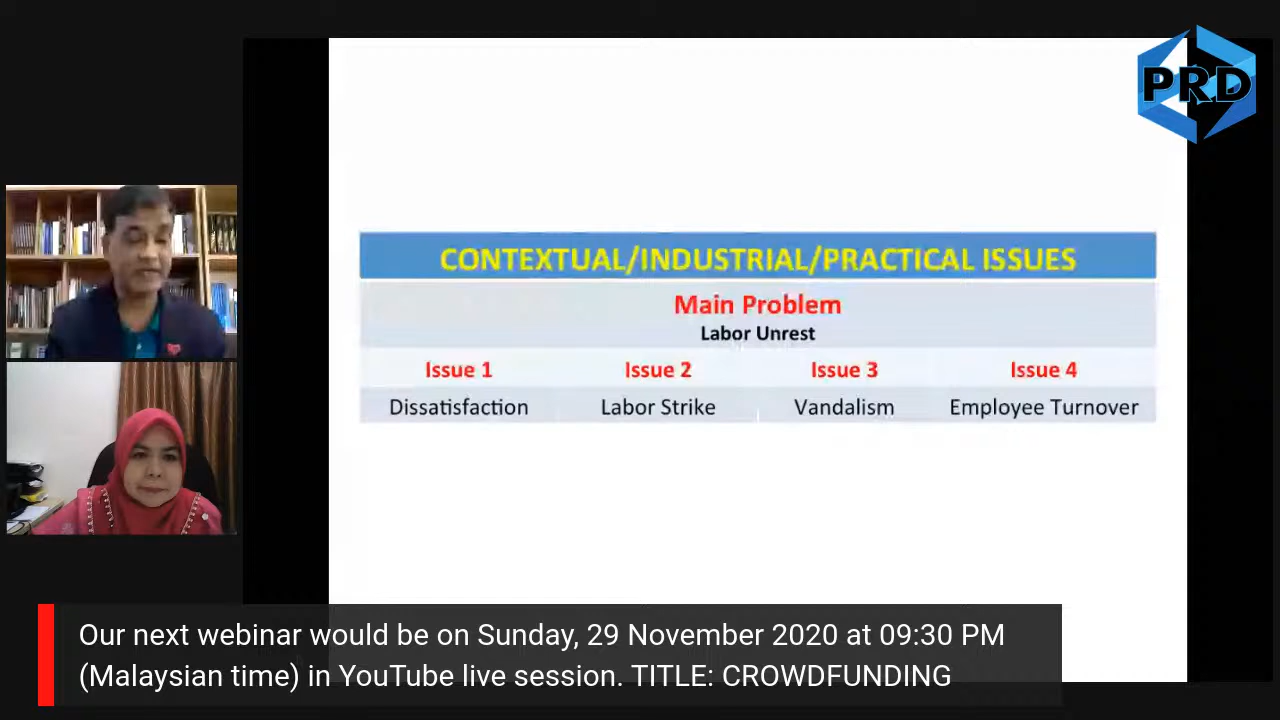 PRD
CONTEXTUAL/INDUSTRIAL/PRACTICAL ISSUES
Main Problem
Labor Unrest
Issue 1 Issue 2 Issue 3 Issue 4
Dissatisfaction Labor Strike Vandalism Employee Turnover
Our next webinar would be on Sunday, 29 November 2020 at 09:30 PM
(Malaysian time) in YouTube live session. TITLE: CROWDFUNDING